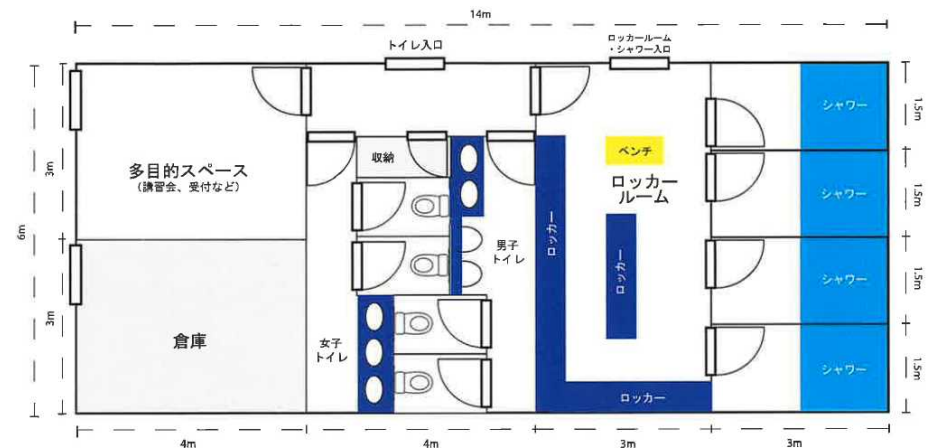 14m
トイレ入口
ロッカールーム
・シャワー入口
6m
3m
3m
多目的スペース
(講習会、受付など)
倉庫
収納
女子
トイレ
男子
トイレ
ロッカー
ベンチ
ロッカー
ルーム
ロッカー
ロッカー
シャワー
シャワー
シャワー
シャワー
1.5m
1.5m
1.5m
1.5m
4m
4m
3m
3m